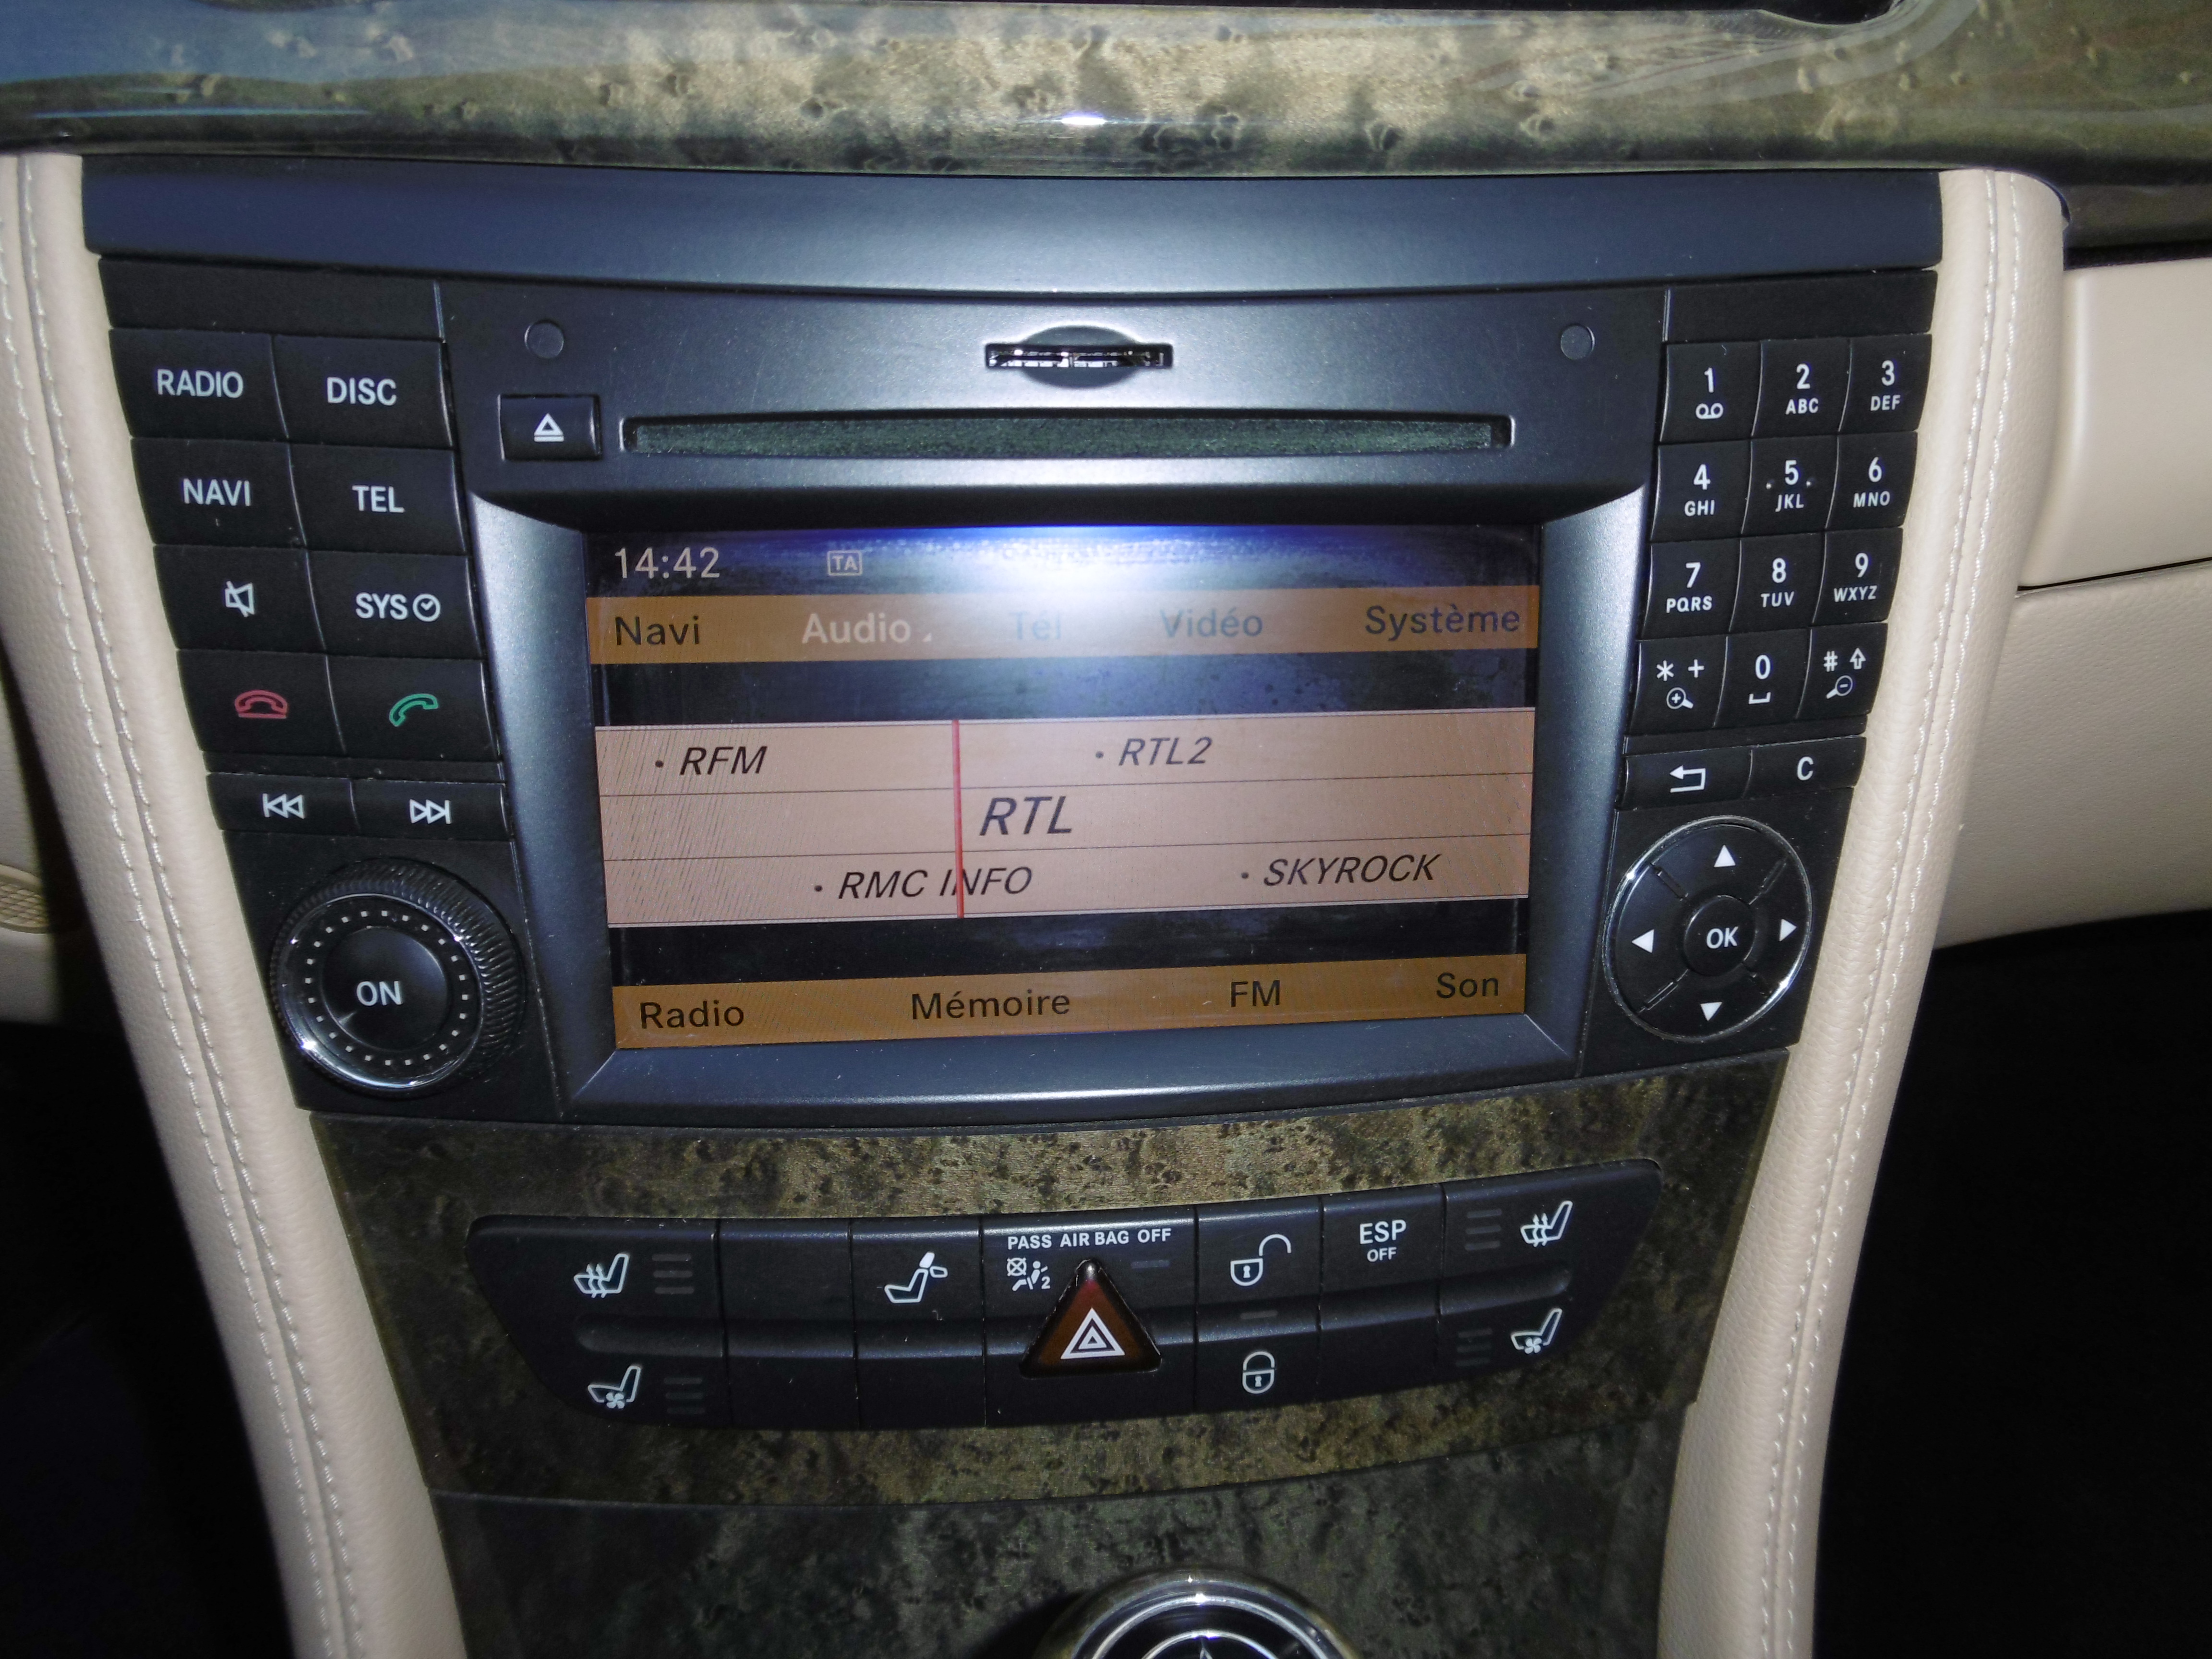 RADIO DISC
NAVI TEL
SYS
ON
14:42 TA
Navi Audio Tél Vidéo Système
• RFM • RTL2
RTL
• RMC INFO • SKYROCK
Radio Mémoire FM Son
1 2 ABC 3 DEF
4 GHI 5 JKL 6 MNO
7 PQRS 8 TUV 9 WXYZ
* + 0 #
C
OK
PASS AIR BAG OFF
2
ESP
OFF